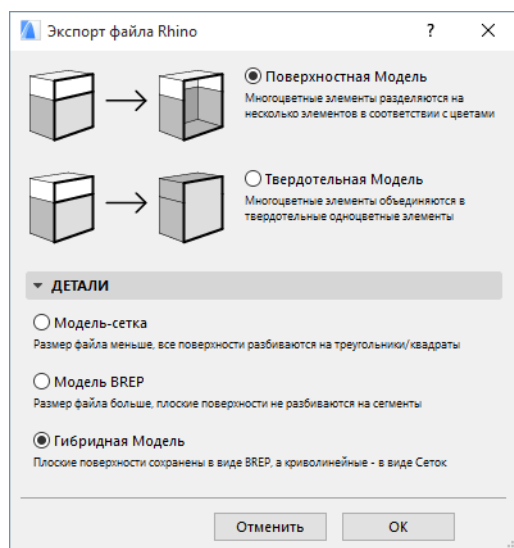 Экспорт файла Rhino
?
Поверхностная Модель
Многоцветные элементы разделяются на
несколько элементов в соответствии с цветами
Твердотельная Модель
Многоцветные элементы объединяются в
твердотельные одноцветные элементы
ДЕТАЛИ
Модель-сетка
Размер файла меньше, все поверхности разбиваются на треугольники/квадраты
Модель BREP
Размер файла больше, плоские поверхности не разбиваются на сегменты
Гибридная Модель
Плоские поверхности сохранены в виде BREP, а криволинейные - в виде Сеток
Отменить
OK